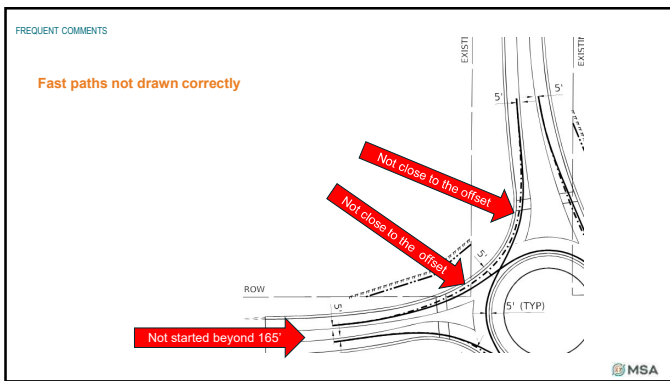 FREQUENT COMMENTS
Fast paths not drawn correctly
EXISTI
EXISTI
5'
5'
Not close to the offset
Not close to the offset
5'
ROW
5'
5' (TYP)
Not started beyond 165'
MSA